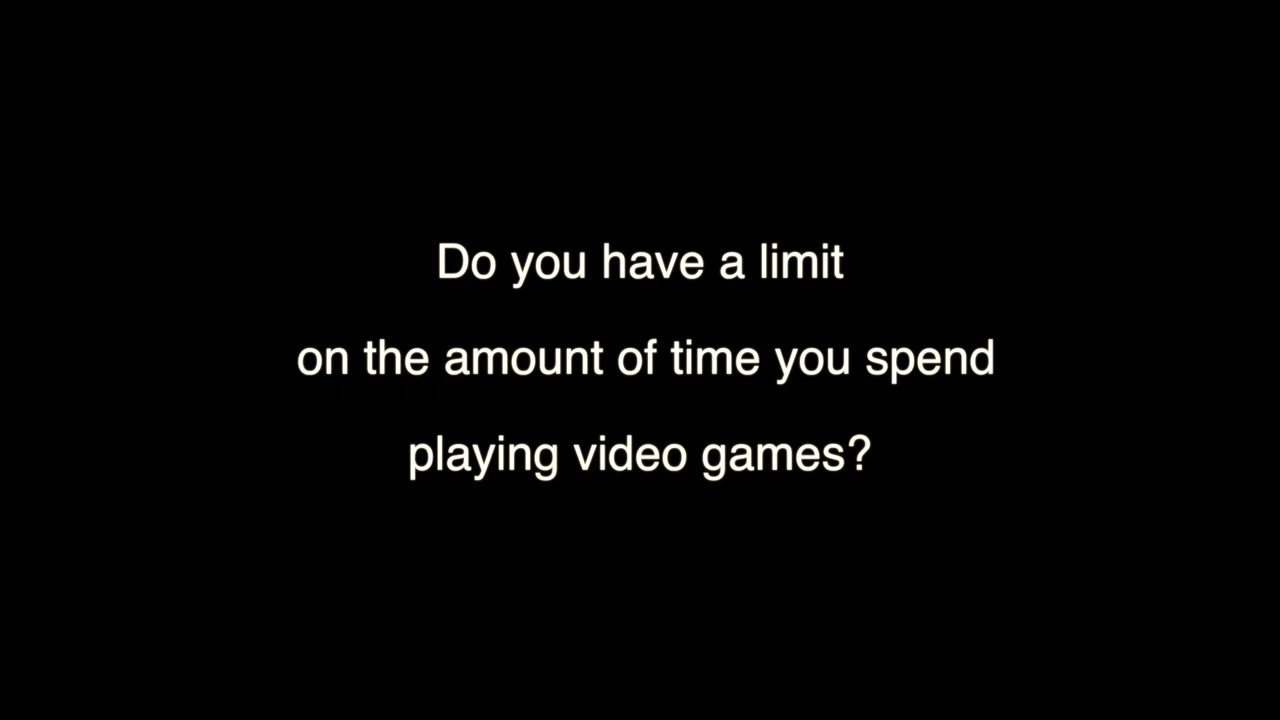 Do you have a limit
on the amount of time you spend
playing video games?